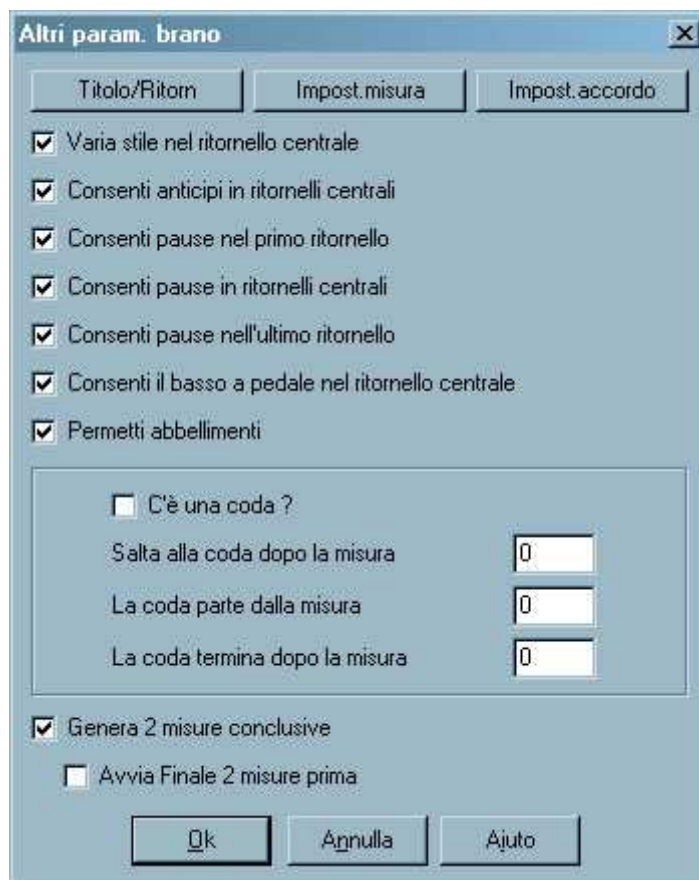 Altri param. brano
Titolo/Ritorn Impost.misura Impost.accordo
Varia stile nel ritornello centrale
Consenti anticipi in ritornelli centrali
Consenti pause nel primo ritornello
Consenti pause in ritornelli centrali
Consenti pause nell'ultimo ritornello
Consenti il basso a pedale nel ritornello centrale
Permetti abbellimenti
C'è una coda ?
Salta alla coda dopo la misura 0
La coda parte dalla misura 0
La coda termina dopo la misura 0
Genera 2 misure conclusive
Avvia Finale 2 misure prima
Ok Annulla Aiuto